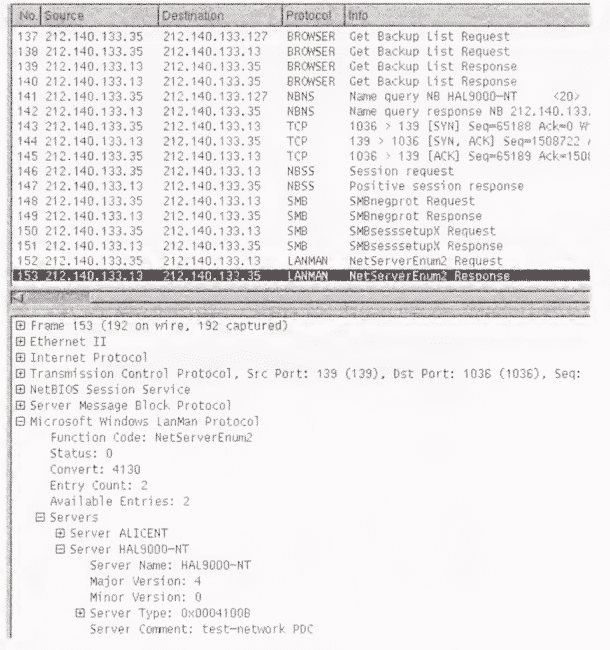 No. Source Destination Protocol Info
137 212.140.133.35 212.140.133.127 BROWSER Get Backup List Request
138 212.140.133.35 212.140.133.13 BROWSER Get Backup List Request
139 212.140.133.13 212.140.133.35 BROWSER Get Backup List Response
140 212.140.133.13 212.140.133.35 BROWSER Get Backup List Response
141 212.140.133.35 212.140.133.127 NBNS Name query NB HAL9000-NT <20>
142 212.140.133.13 212.140.133.35 NBNS Name query response NB 212.140.133.
143 212.140.133.35 212.140.133.13 TCP 1036 > 139 [SYN] Seq=65188 Ack=0
144 212.140.133.13 212.140.133.35 TCP 139 > 1036 [SYN, ACK] Seq=1508722
145 212.140.133.35 212.140.133.13 TCP 1036 > 139 [ACK] Seq=65189 Ack=150
146 212.140.133.35 212.140.133.13 NBSS Session request
147 212.140.133.13 212.140.133.35 NBSS Positive session response
148 212.140.133.35 212.140.133.13 SMB SMBnegprot Request
149 212.140.133.13 212.140.133.35 SMB SMBnegprot Response
150 212.140.133.35 212.140.133.13 SMB SMBsesssetupX Request
151 212.140.133.13 212.140.133.35 SMB SMBsesssetupX Response
152 212.140.133.35 212.140.133.13 LANMAN NetServerEnum2 Request
153 212.140.133.13 212.140.133.35 LANMAN NetServerEnum2 Response
Frame 153 (192 on wire, 192 captured)
Ethernet II
Internet Protocol
Transmission Control Protocol, Src Port: 139 (139), Dst Port: 1036 (1036), Seq:
NetBIOS Session Service
Server Message Block Protocol
Microsoft Windows LanMan Protocol
Function Code: NetServerEnum2
Status: 0
Convert: 4130
Entry Count: 2
Available Entries: 2
Servers
Server ALICENT
Server HAL9000-NT
Server Name: HAL9000-NT
Major Version: 4
Minor Version: 0
Server Type: 0x0004100B
Server Comment: test-network PDC